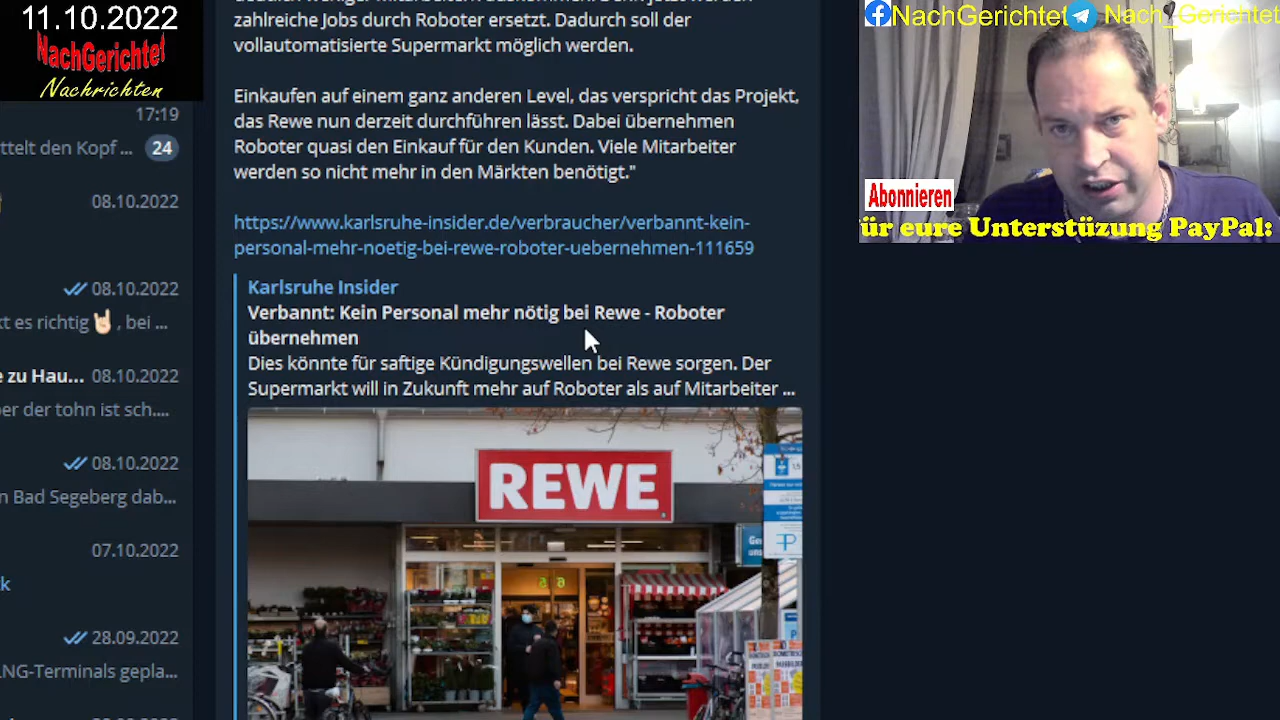 11.10.2022
NachGerichtet
Nachrichten
17:19
ttelt den Kopf ... 24
08.10.2022
08.10.2022
kt es richtig🤘🏻, bei ...
e zu Hau... 08.10.2022
er der tohn ist sch....
08.10.2022
n Bad Segeberg dab...
07.10.2022
k
28.09.2022
LNG-Terminals gepla...
zahlreiche Jobs durch Roboter ersetzt. Dadurch soll der
vollautomatisierte Supermarkt möglich werden.
Einkaufen auf einem ganz anderen Level, das verspricht das Projekt,
das Rewe nun derzeit durchführen lässt. Dabei übernehmen
Roboter quasi den Einkauf für den Kunden. Viele Mitarbeiter
werden so nicht mehr in den Märkten benötigt."
https://www.karlsruhe-insider.de/verbraucher/verbannt-kein-
personal-mehr-noetig-bei-rewe-roboter-uebernehmen-111659
Karlsruhe Insider
Verbannt: Kein Personal mehr nötig bei Rewe - Roboter
übernehmen
Dies könnte für saftige Kündigungswellen bei Rewe sorgen. Der
Supermarkt will in Zukunft mehr auf Roboter als auf Mitarbeiter ...
REWE
NachGerichtet Nach_Gerichtet
Abonnieren
ür eure Unterstüzung PayPal: